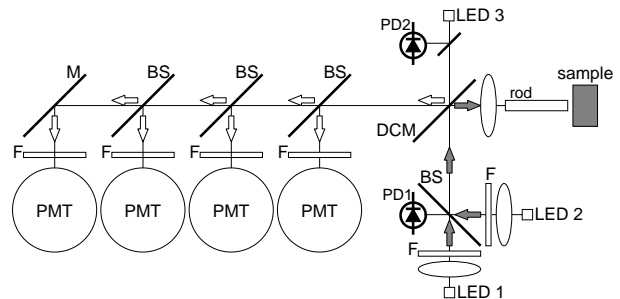 LED 3
PD2
M
BS
BS
BS
sample
rod
DCM
F
F
F
F
BS
F
PD1
PMT
PMT
PMT
PMT
LED 2
F
LED 1